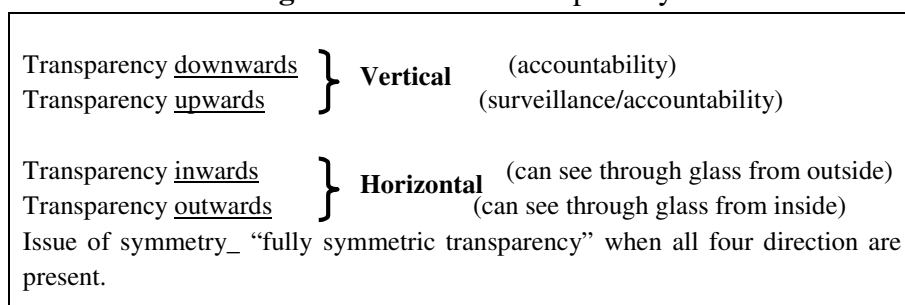 Transparency downwards } Vertical (accountability)
Transparency upwards (surveillance/accountability)
Transparency inwards } Horizontal (can see through glass from outside)
Transparency outwards (can see through glass from inside)
Issue of symmetry_ “fully symmetric transparency” when all four direction are
present.